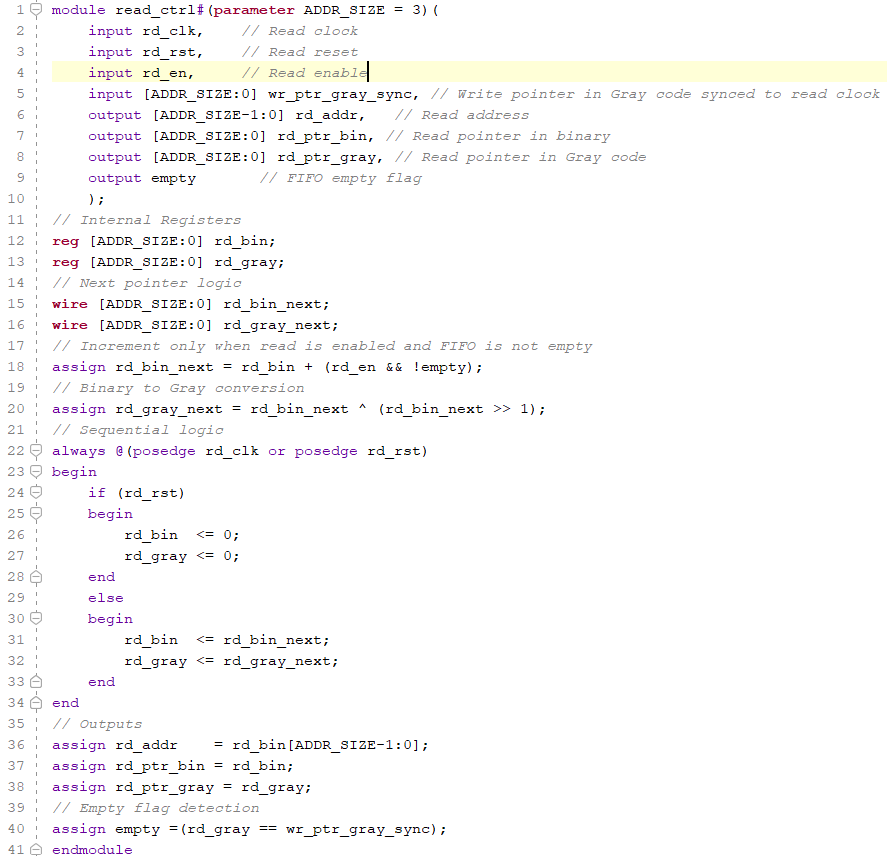 1 module read_ctrl#(parameter ADDR_SIZE = 3)(
2     input rd_clk,    // Read clock
3     input rd_rst,    // Read reset
4     input rd_en,     // Read enable
5     input [ADDR_SIZE:0] wr_ptr_gray_sync, // Write pointer in Gray code synced to read clock
6     output [ADDR_SIZE-1:0] rd_addr,   // Read address
7     output [ADDR_SIZE:0] rd_ptr_bin, // Read pointer in binary
8     output [ADDR_SIZE:0] rd_ptr_gray, // Read pointer in Gray code
9     output empty       // FIFO empty flag
10     );
11 // Internal Registers
12 reg [ADDR_SIZE:0] rd_bin;
13 reg [ADDR_SIZE:0] rd_gray;
14 // Next pointer logic
15 wire [ADDR_SIZE:0] rd_bin_next;
16 wire [ADDR_SIZE:0] rd_gray_next;
17 // Increment only when read is enabled and FIFO is not empty
18 assign rd_bin_next = rd_bin + (rd_en && !empty);
19 // Binary to Gray conversion
20 assign rd_gray_next = rd_bin_next ^ (rd_bin_next >> 1);
21 // Sequential logic
22 always @(posedge rd_clk or posedge rd_rst)
23 begin
24     if (rd_rst)
25     begin
26         rd_bin  <= 0;
27         rd_gray <= 0;
28     end
29     else
30     begin
31         rd_bin  <= rd_bin_next;
32         rd_gray <= rd_gray_next;
33     end
34 end
35 // Outputs
36 assign rd_addr    = rd_bin[ADDR_SIZE-1:0];
37 assign rd_ptr_bin = rd_bin;
38 assign rd_ptr_gray = rd_gray;
39 // Empty flag detection
40 assign empty =(rd_gray == wr_ptr_gray_sync);
41 endmodule